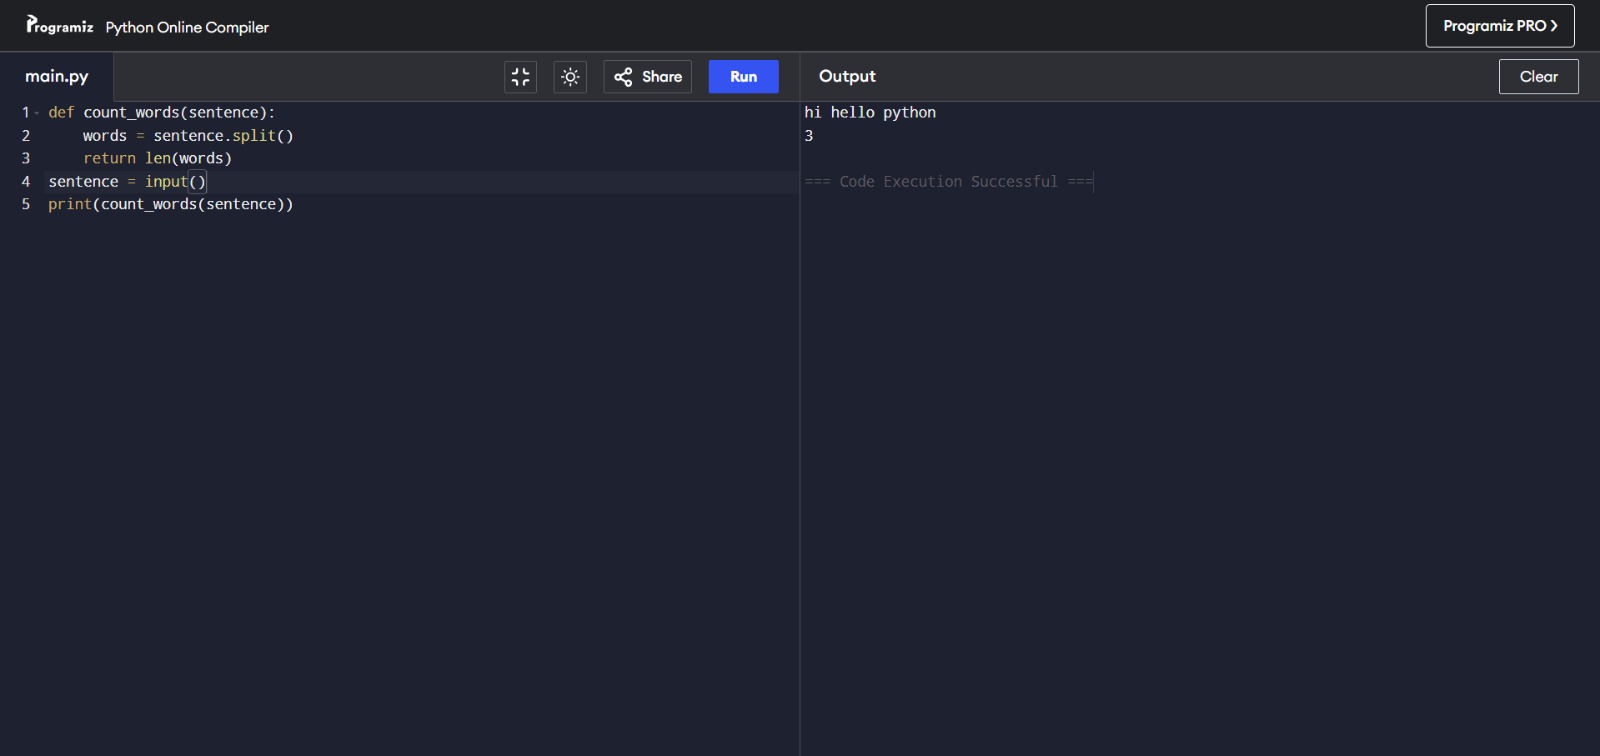 Programiz Python Online Compiler
Programiz PRO
main.py
Share
Run
Output
Clear
1 def count_words(sentence):
2     words = sentence.split()
3     return len(words)
4 sentence = input()
5 print(count_words(sentence))
hi hello python
3
=== Code Execution Successful ===